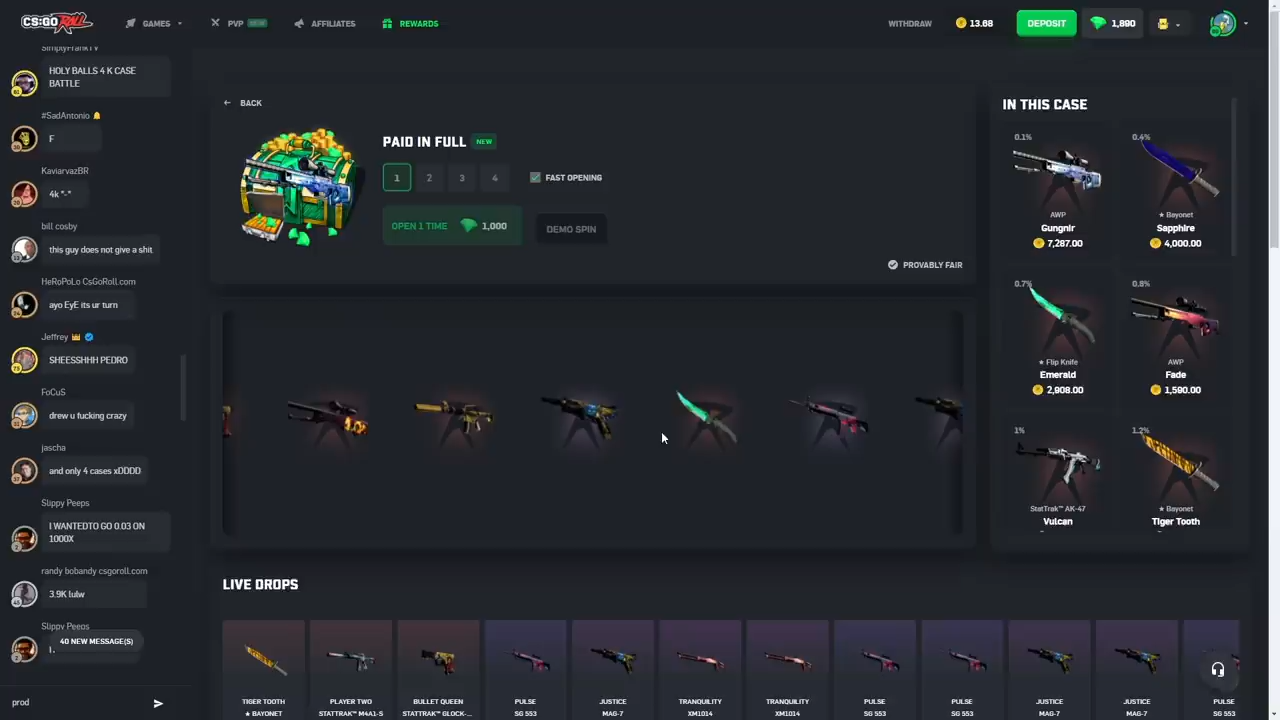 CS:GO ROLL
GAMES
PVP NEW
AFFILIATES
REWARDS
WITHDRAW
13.68
DEPOSIT
1,890
SimplyFrankTV
HOLY BALLS 4 K CASE
BATTLE
#SadAntonio
F
KaviarvazBR
4k *-*
bill cosby
this guy does not give a shit
HeRoPoLo CsGoRoll.com
ayo EyE its ur turn
Jeffrey
SHEESSHHH PEDRO
FoCuS
drew u fucking crazy
jascha
and only 4 cases xDDDD
Slippy Peeps
I WANTEDTO GO 0.03 ON
1000X
randy bobandy csgoroll.com
3.9K lulw
Slippy Peeps
40 NEW MESSAGE(S)
prod
← BACK
PAID IN FULL NEW
1 2 3 4
FAST OPENING
OPEN 1 TIME 1,000
DEMO SPIN
PROVABLY FAIR
IN THIS CASE
0.1%
AWP
Gungnir
7,287.00
0.4%
★ Bayonet
Sapphire
4,000.00
0.7%
★ Flip Knife
Emerald
2,908.00
0.8%
AWP
Fade
1,590.00
1%
StatTrak™ AK-47
Vulcan
1.2%
★ Bayonet
Tiger Tooth
LIVE DROPS
TIGER TOOTH
★ BAYONET
PLAYER TWO
STATTRAK™ M4A1-S
BULLET QUEEN
STATTRAK™ GLOCK-...
PULSE
SG 553
JUSTICE
MAG-7
TRANQUILITY
XM1014
TRANQUILITY
XM1014
PULSE
SG 553
PULSE
SG 553
JUSTICE
MAG-7
JUSTICE
MAG-7
PULSE
SG 553